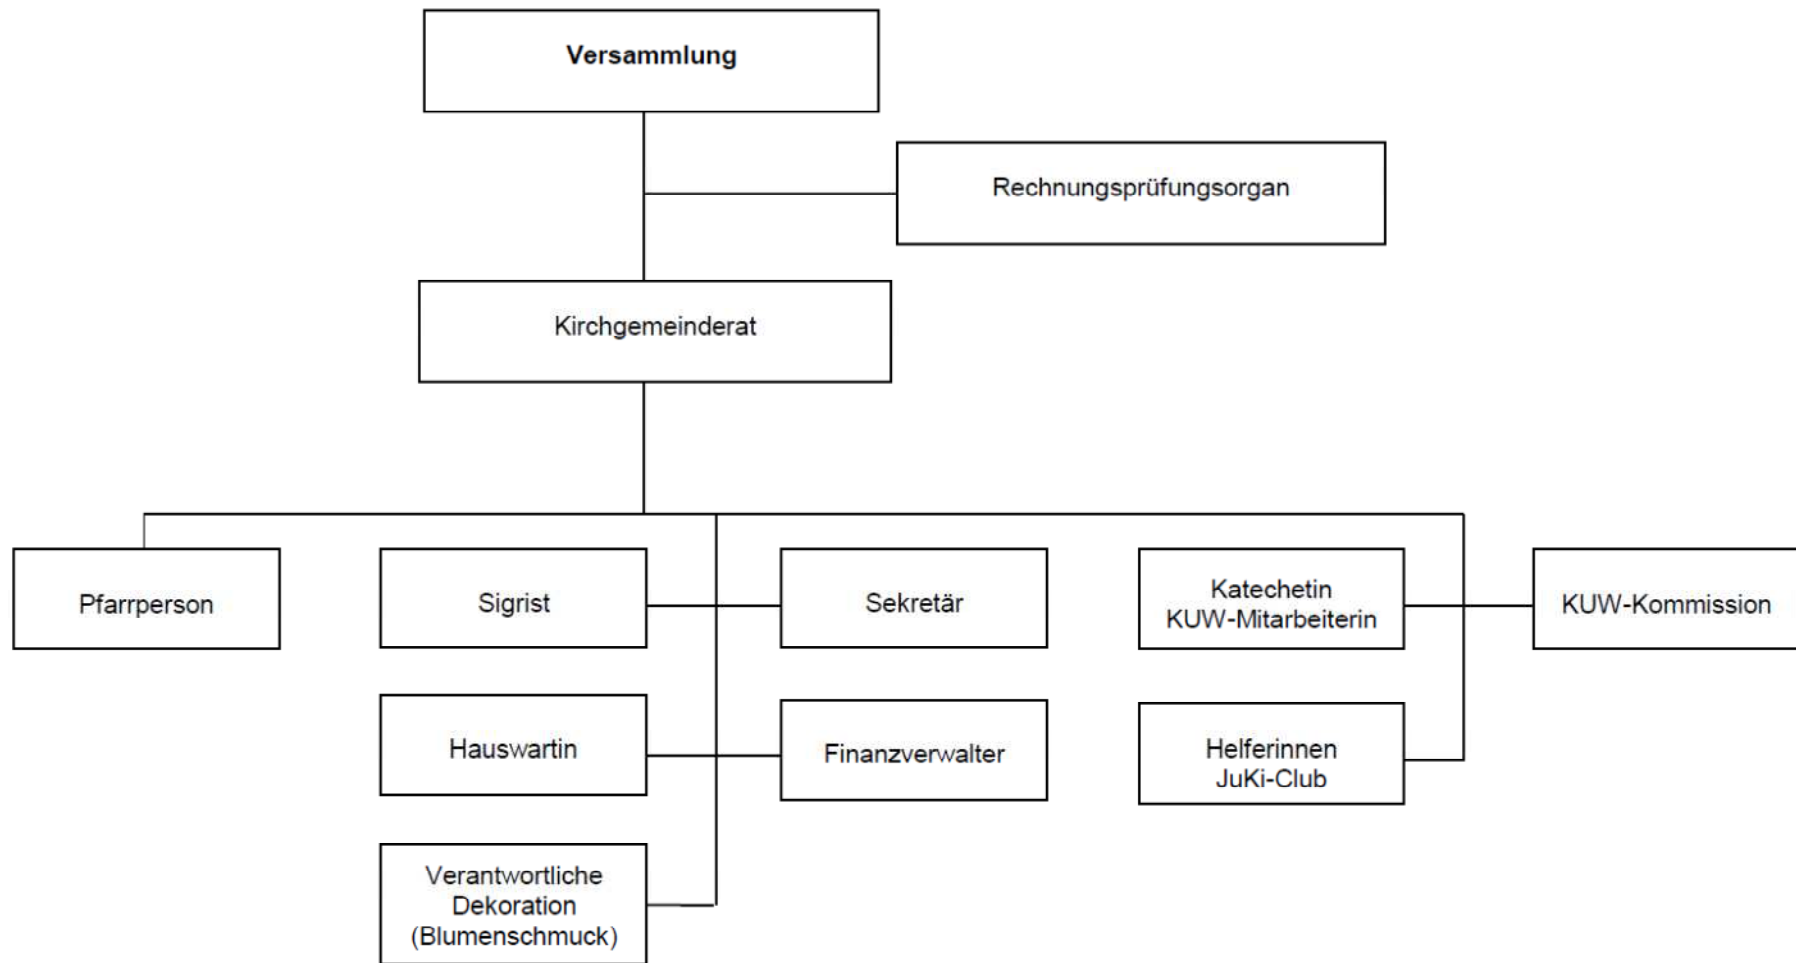 Versammlung
Rechnungsprüfungsorgan
Kirchgemeinderat
Pfarrperson
Sigrist
Sekretär
Katechetin
KUW-Mitarbeiterin
KUW-Kommission
Hauswartin
Finanzverwalter
Helferinnen
JuKi-Club
Verantwortliche
Dekoration
(Blumenschmuck)